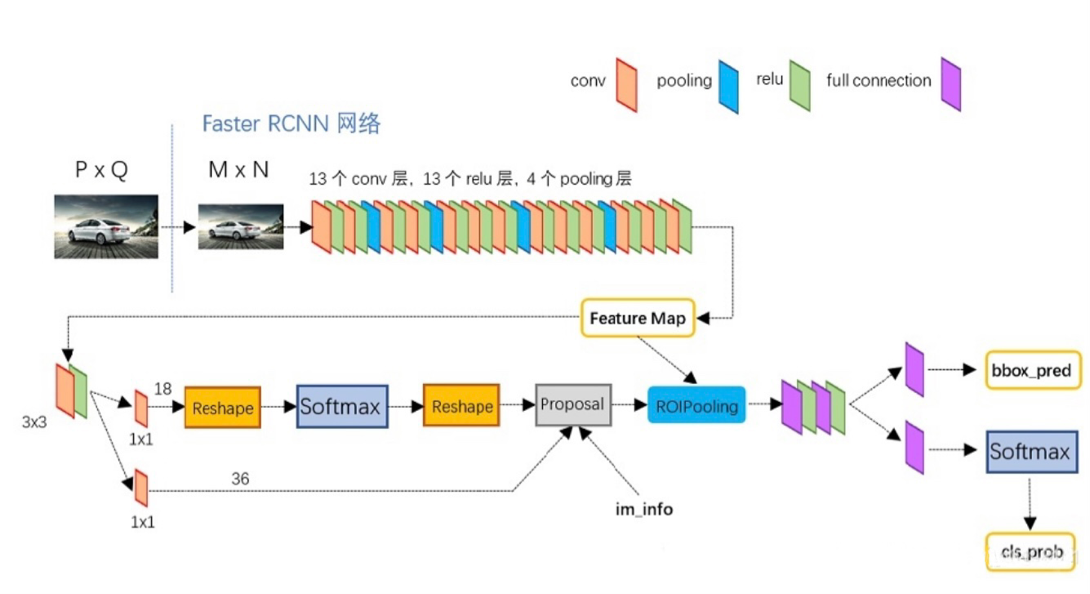 conv
pooling
relu
full connection
Faster RCNN 网络
P x Q
M x N
13 个 conv 层, 13 个 relu 层, 4 个 pooling 层
Feature Map
3x3
18
1x1
Reshape
Softmax
Reshape
Proposal
ROIPooling
bbox_pred
Softmax
36
1x1
im_info
cls_prob